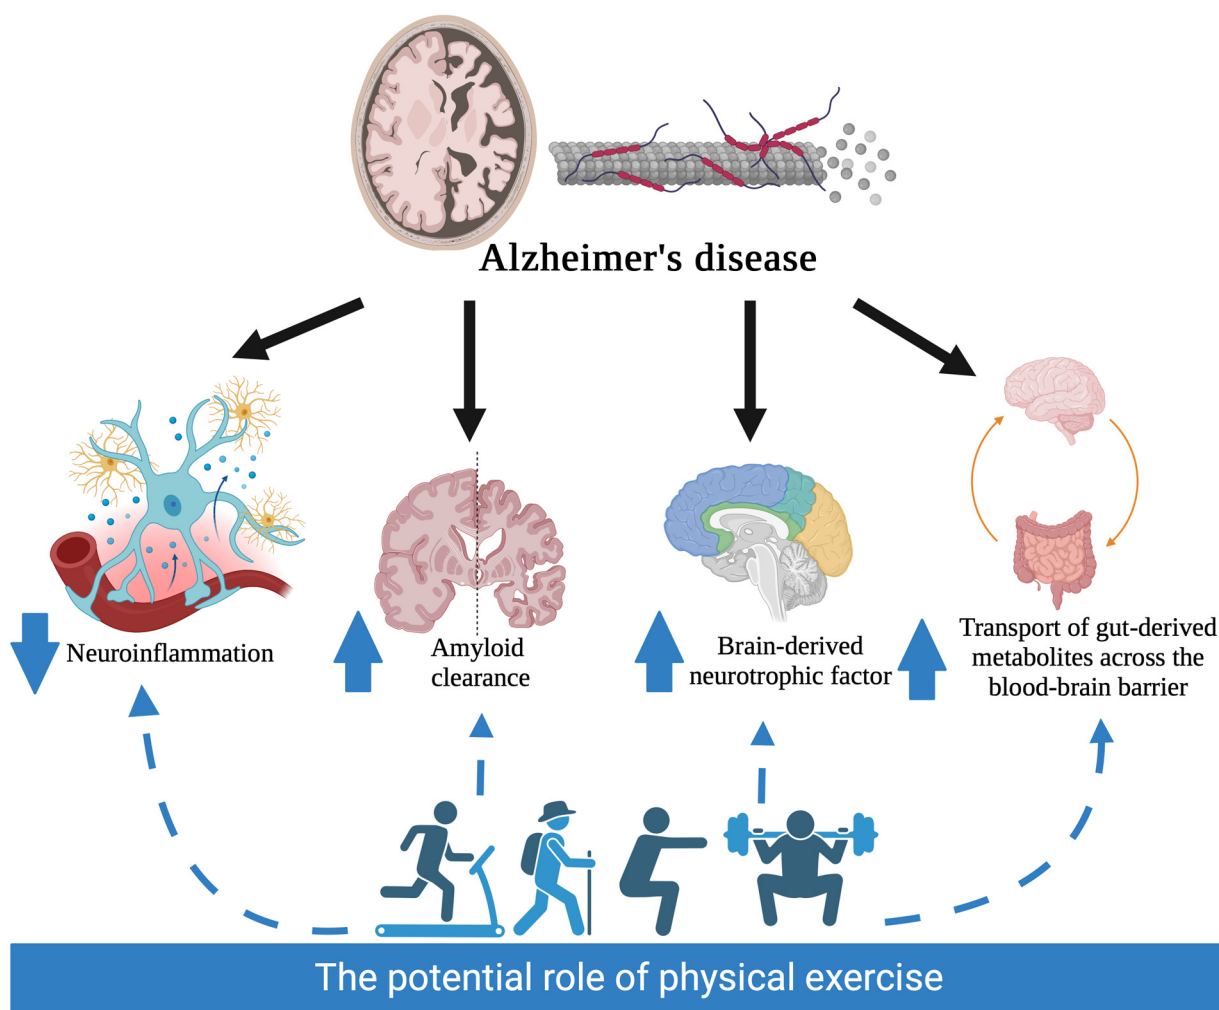 Alzheimer's disease
Neuroinflammation
Amyloid
clearance
Brain-derived
neurotrophic factor
Transport of gut-derived
metabolites across the
blood-brain barrier
The potential role of physical exercise